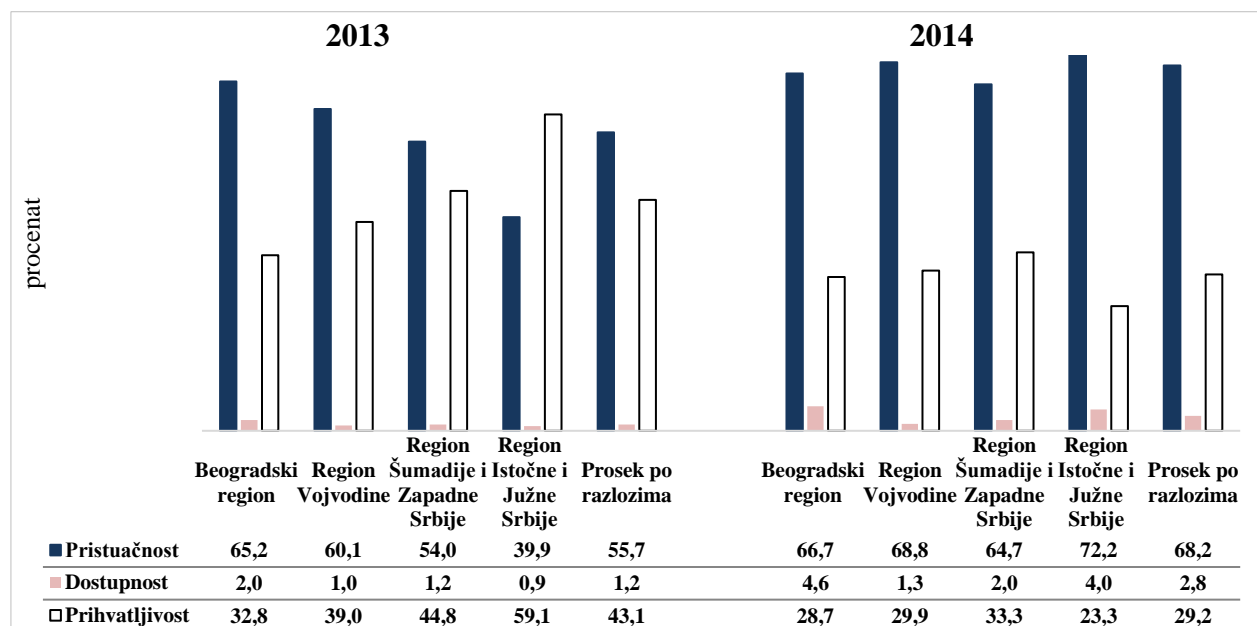 2013 2014
procenat
Beogradski region Region Vojvodine Region Šumadije i Zapadne Srbije Region Istočne i Južne Srbije Prosek po razlozima Beogradski region Region Vojvodine Region Šumadije i Zapadne Srbije Region Istočne i Južne Srbije Prosek po razlozima
Pristuačnost 65,2 60,1 54,0 39,9 55,7 66,7 68,8 64,7 72,2 68,2
Dostupnost 2,0 1,0 1,2 0,9 1,2 4,6 1,3 2,0 4,0 2,8
Prihvatljivost 32,8 39,0 44,8 59,1 43,1 28,7 29,9 33,3 23,3 29,2